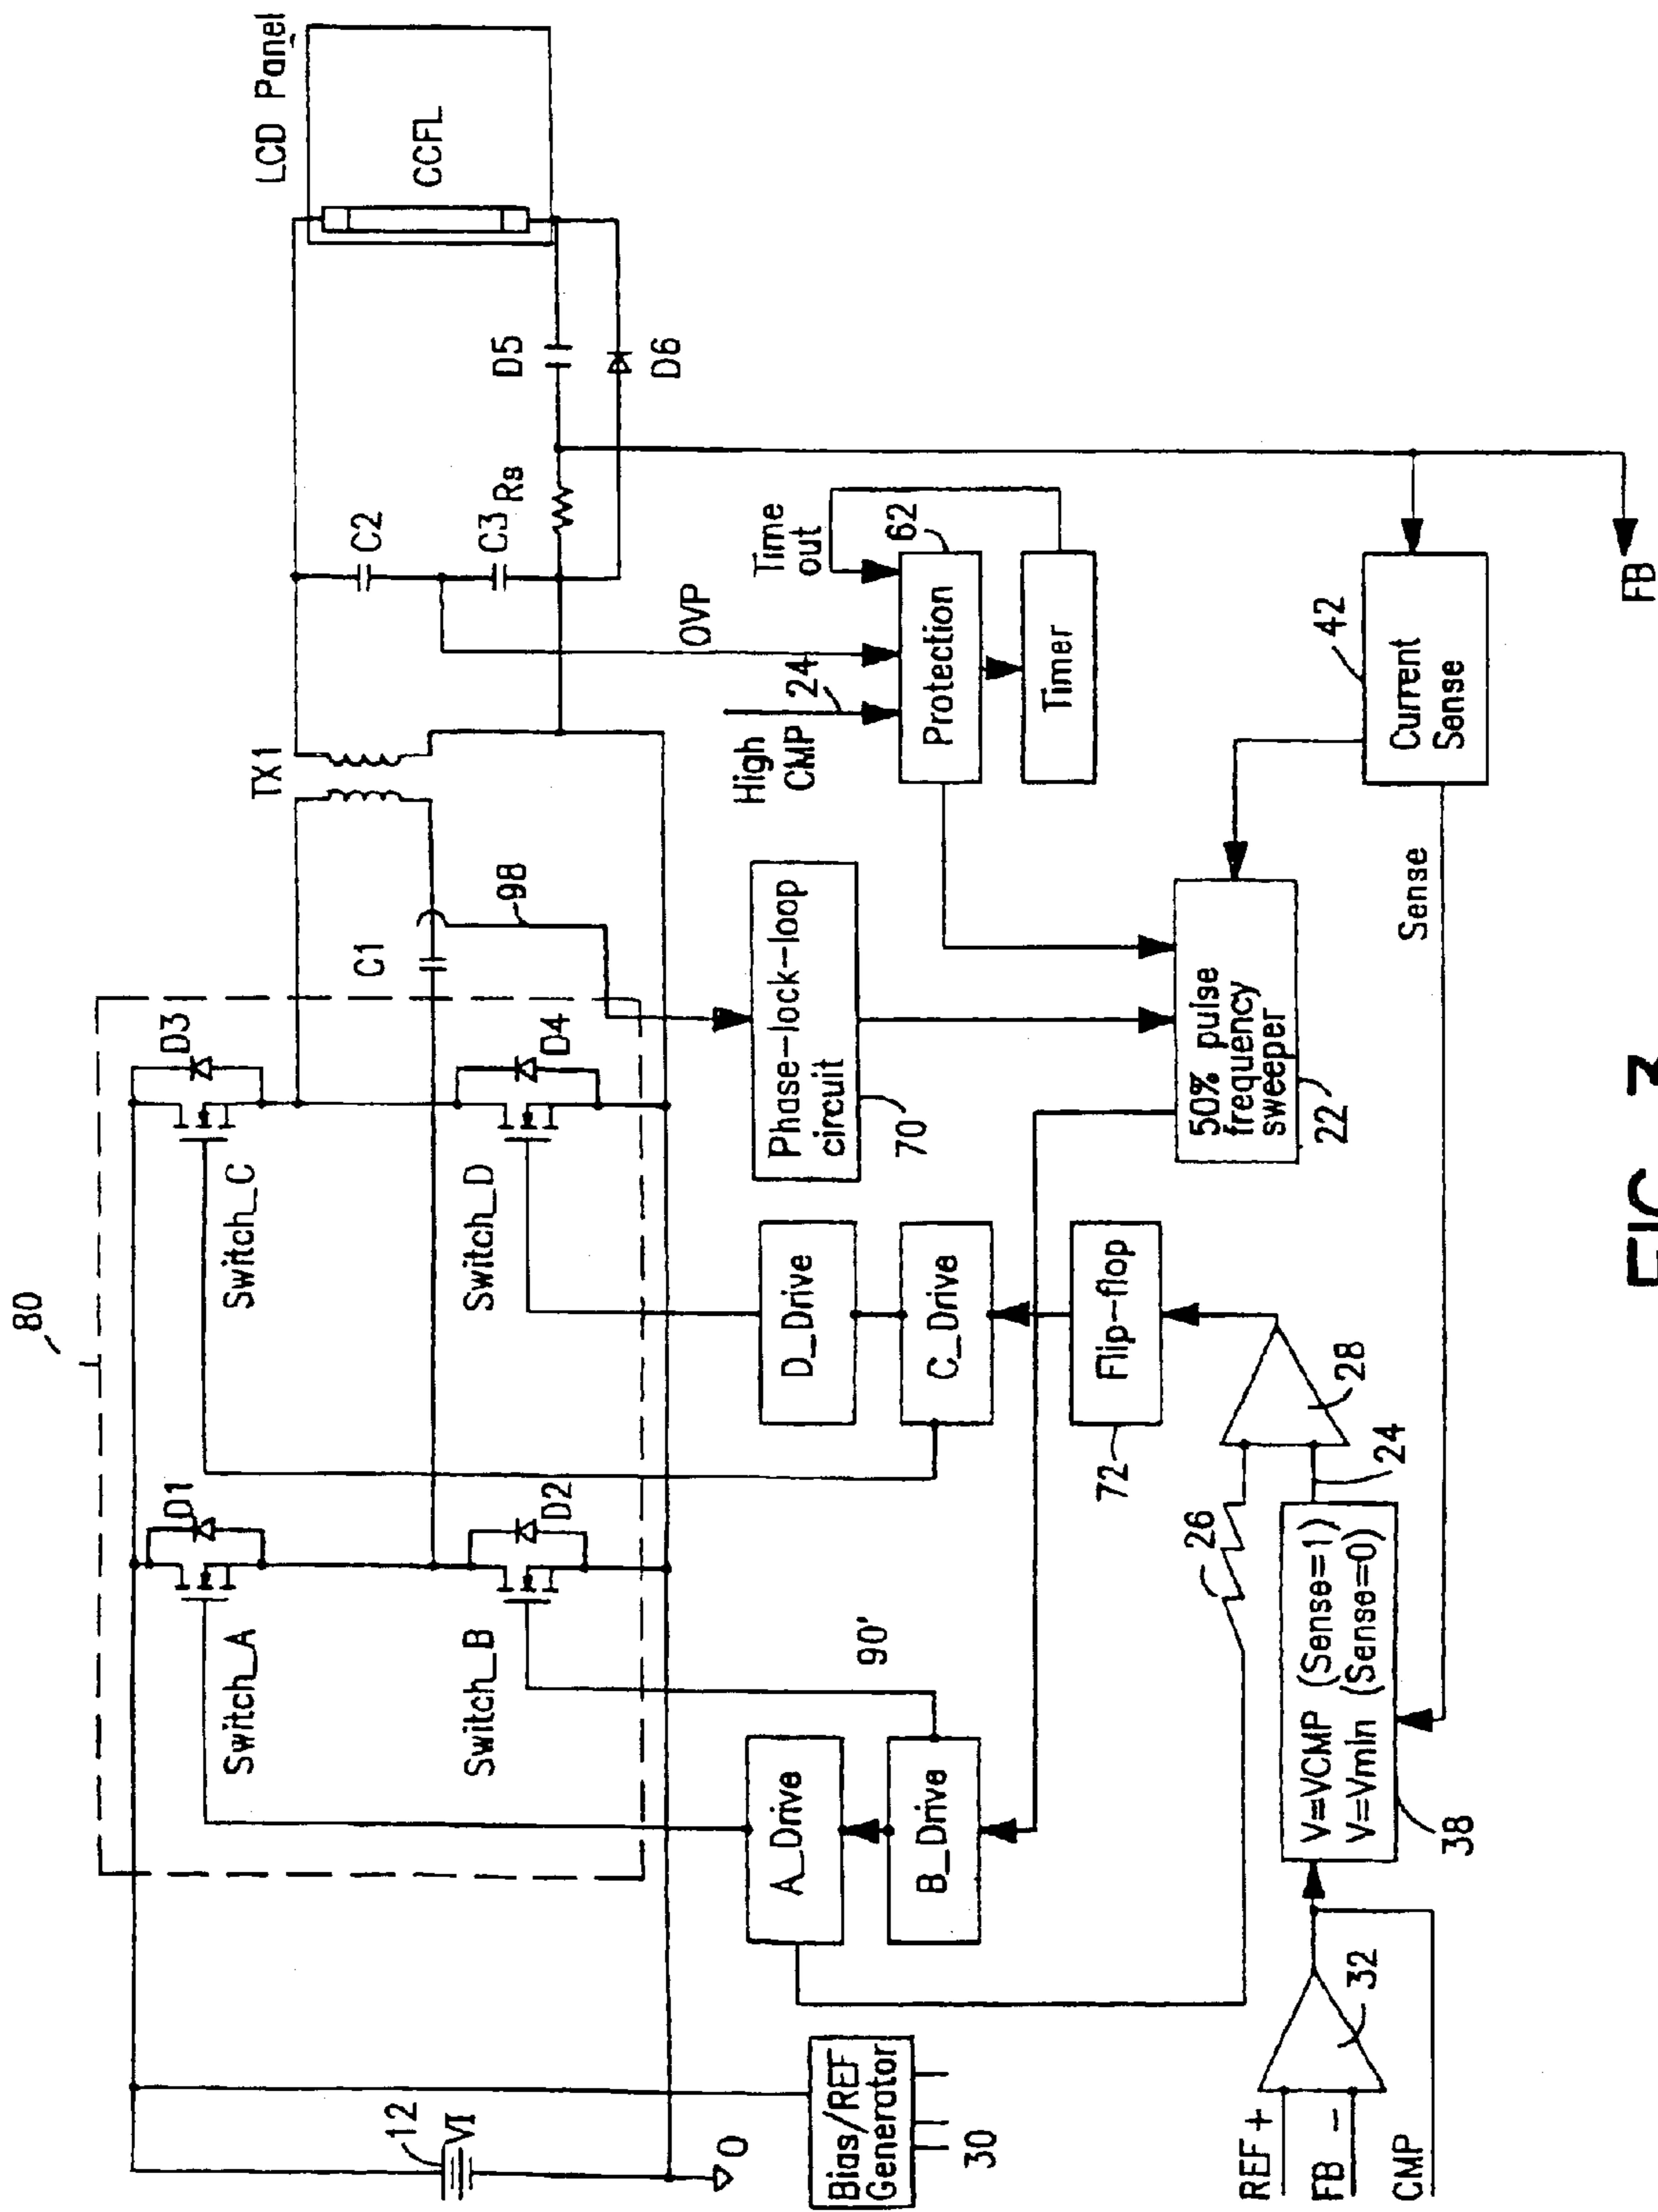 80
LCD Panel
CCFL
TX1
C2
C3
Rs
D5
D6
C1
98
D3
D4
Switch_C
Switch_D
D1
D2
Switch_A
Switch_B
12
VI
0
OVP
Time
out
62
High
CMP
24
Protection
Timer
Phase-lock-loop
circuit
70
D_Drive
C_Drive
Flip-flop
72
90'
A_Drive
B_Drive
Bias/REF
Generator
30
50% pulse
frequency
sweeper
22
Current
Sense
42
Sense
FB
28
24
26
V=VCMP (Sense=1)
V=Vmin (Sense=0)
38
32
REF +
FB -
CMP
FIG. 3